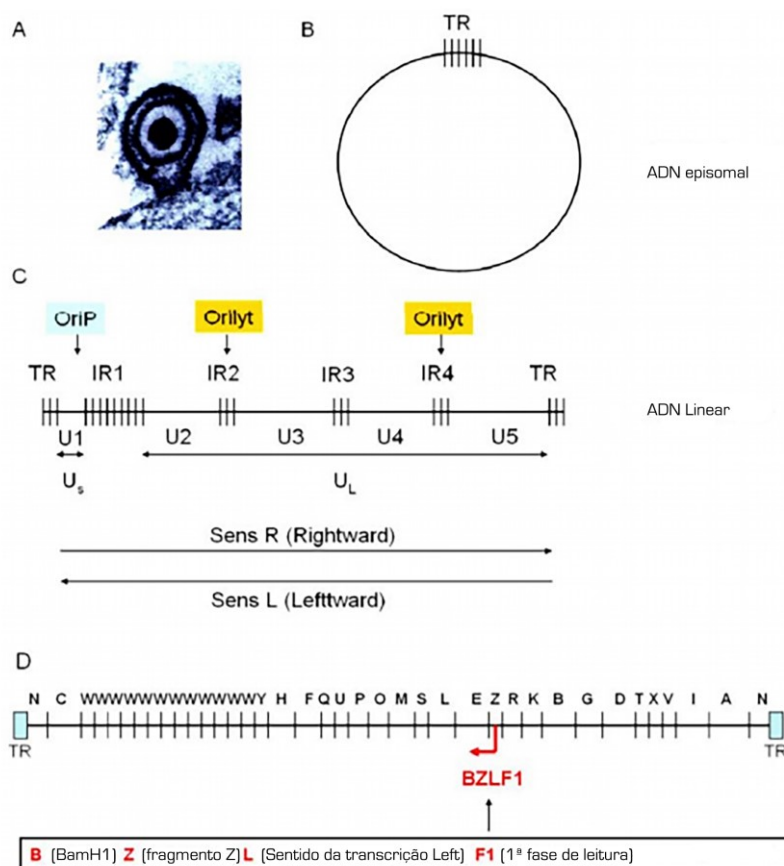 A
B
TR
ADN episomal
C
OriP Orilyt Orilyt
TR IR1 IR2 IR3 IR4 TR
ADN Linear
U1 U2 U3 U4 U5
Us UL
Sens R (Rightward)
Sens L (Lefttward)
D
N C WWWWWWWWWWWY H F Q U P O M S L E Z R K B G D T X V I A N
TR TR
BZLF1
B (BamH1) Z (fragmento Z) L (Sentido da transcrição Left) F1 (1ª fase de leitura)